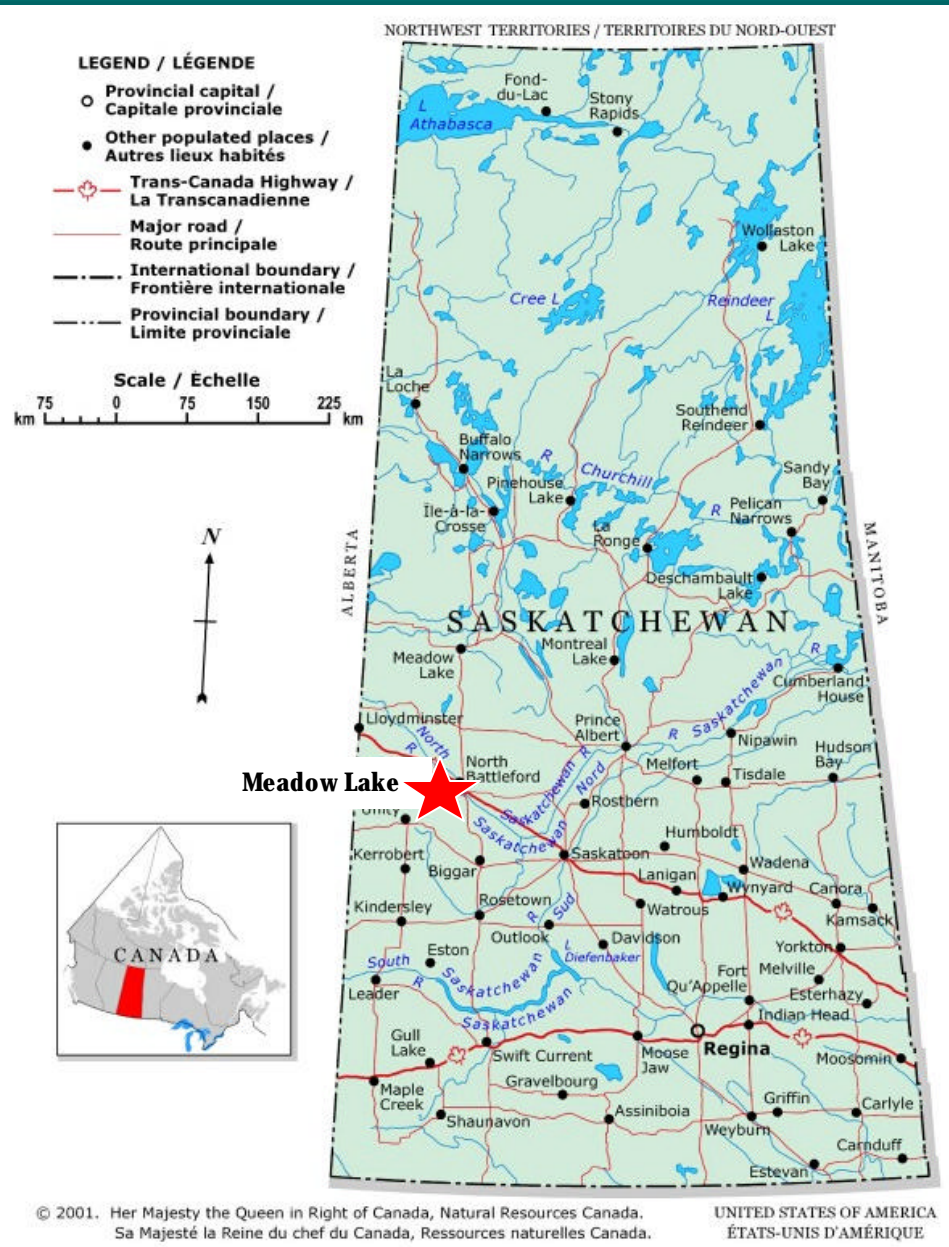 NORTHWEST TERRITORIES / TERRITOIRES DU NORD-OUEST
LEGEND / LÉGENDE
Provincial capital /
Capitale provinciale
Other populated places /
Autres lieux habités
Trans-Canada Highway /
La Transcanadienne
Major road /
Route principale
International boundary /
Frontière internationale
Provincial boundary /
Limite provinciale
Scale / Échelle
75 0 75 150 225
km km
N
Fond-
du-Lac
Stony
Rapids
L
Athabasca
Wollaston
Lake
Cree L
Reindeer
L
La
Loche
Southend
Reindeer
Buffalo
Narrows
R Churchill
R
Sandy
Bay
Pinehouse
Lake
Pelican
Narrows
Île-à-la-
Crosse
La
Ronge
Deschambault
Lake
ALBERTA
MANITOBA
SASKATCHEWAN
Meadow
Lake
Montreal
Lake
Cumberland
House
R Saskatchewan R
Lloydminster
North
R
Prince
Albert
Nipawin
Hudson
Bay
North
Battleford
Melfort
Tisdale
Meadow Lake
Saskatchewan R
Saskatchewan Nord
Rosthern
Unity
Humboldt
Kerrobert
Biggar
Saskatoon
Wadena
Lanigan
Wynyard
Canora
Kindersley
Rosetown
Watrous
Kamsack
R Sud
Outlook
Davidson
L
Diefenbaker
Yorkton
Eston
South
R
Saskatchewan
Saskatchewan
Leader
Fort
Qu'Appelle
Melville
Esterhazy
Indian Head
Gull
Lake
Swift Current
Moose
Jaw
Regina
Moosomin
Maple
Creek
Gravelbourg
Griffin
Carlyle
Shaunavon
Assiniboia
Weyburn
Carnduff
Estevan
CANADA
© 2001. Her Majesty the Queen in Right of Canada, Natural Resources Canada.
Sa Majesté la Reine du chef du Canada, Ressources naturelles Canada.
UNITED STATES OF AMERICA
ÉTATS-UNIS D'AMÉRIQUE